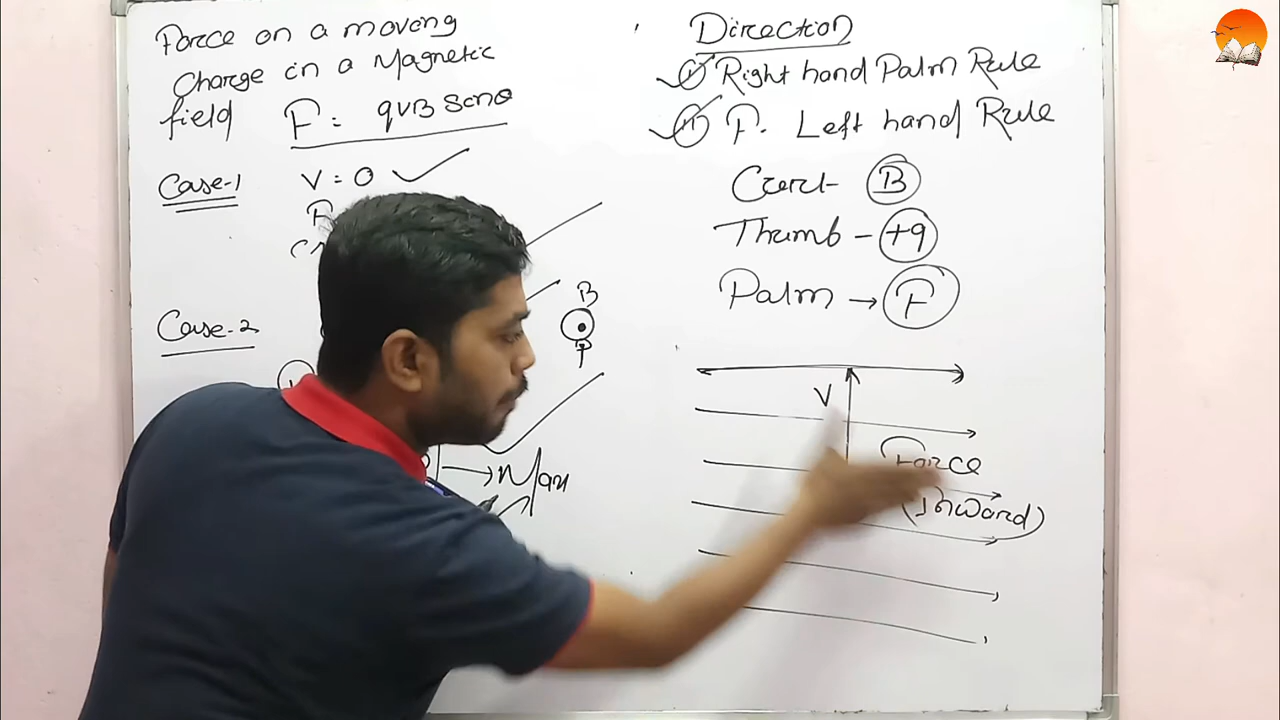 Force on a moving
Charge in a Magnetic
field F = qvB Sinθ
Case-1 V = 0
F
Case-2
B
F
Max
Direction
(i) Right hand Palm Rule
(ii) F. Left hand Rule
B
Thumb - +q
Palm → F
V
Force
(Inward)